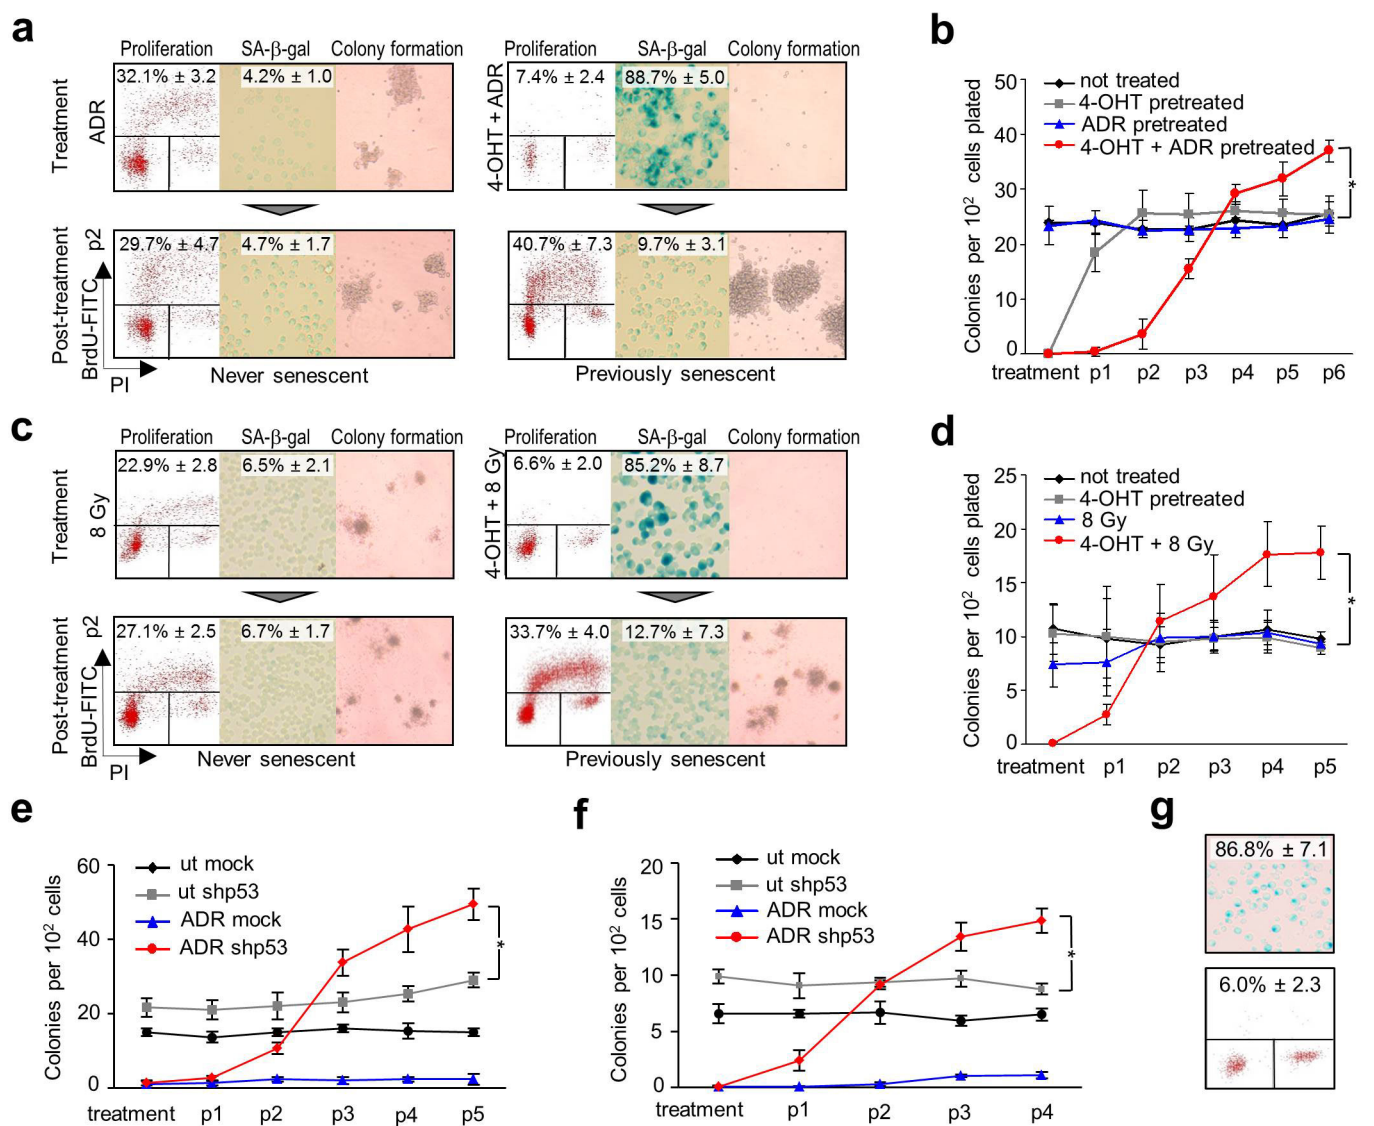 a
Proliferation SA-β-gal Colony formation
Treatment
ADR
32.1% ± 3.2 4.2% ± 1.0
Post-treatment
p2
BrdU-FITC
29.7% ± 4.7 4.7% ± 1.7
PI
Never senescent
Proliferation SA-β-gal Colony formation
4-OHT + ADR
7.4% ± 2.4 88.7% ± 5.0
40.7% ± 7.3 9.7% ± 3.1
Previously senescent
b
Colonies per 10² cells plated
50
40
30
20
10
0
not treated
4-OHT pretreated
ADR pretreated
4-OHT + ADR pretreated
*
treatment p1 p2 p3 p4 p5 p6
c
Proliferation SA-β-gal Colony formation
Treatment
8 Gy
22.9% ± 2.8 6.5% ± 2.1
Post-treatment
p2
BrdU-FITC
27.1% ± 2.5 6.7% ± 1.7
PI
Never senescent
Proliferation SA-β-gal Colony formation
4-OHT + 8 Gy
6.6% ± 2.0 85.2% ± 8.7
33.7% ± 4.0 12.7% ± 7.3
Previously senescent
d
Colonies per 10² cells plated
25
20
15
10
5
0
not treated
4-OHT pretreated
8 Gy
4-OHT + 8 Gy
*
treatment p1 p2 p3 p4 p5
e
Colonies per 10² cells
60
40
20
0
ut mock
ut shp53
ADR mock
ADR shp53
*
treatment p1 p2 p3 p4 p5
f
Colonies per 10² cells
20
15
10
5
0
ut mock
ut shp53
ADR mock
ADR shp53
*
treatment p1 p2 p3 p4
g
86.8% ± 7.1
6.0% ± 2.3